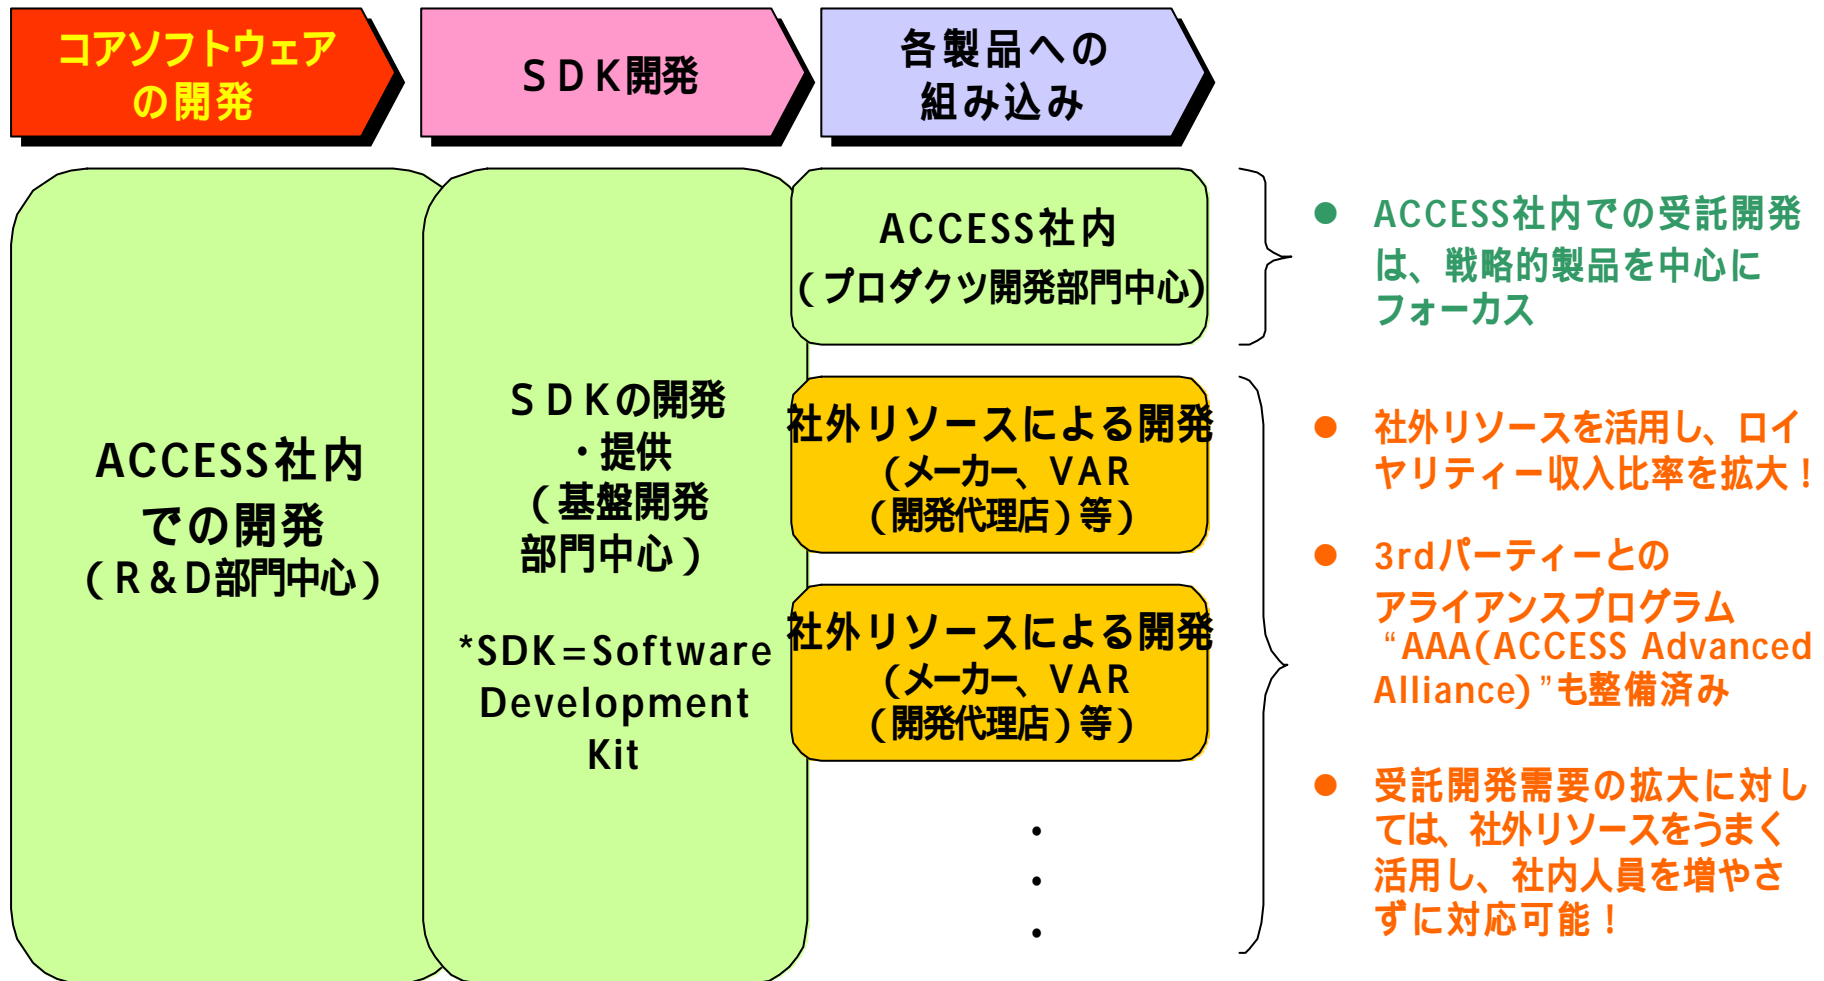 コアソフトウェア
の開発
ＳＤＫ開発
各製品への
組み込み
ACCESS社内
での開発
（Ｒ＆Ｄ部門中心）
ＳＤＫの開発
・提供
（基盤開発
部門中心）
*SDK=Software
Development
Kit
ACCESS社内
（プロダクツ開発部門中心)
社外リソースによる開発
（メーカー、ＶＡＲ
（開発代理店）等）
社外リソースによる開発
（メーカー、ＶＡＲ
（開発代理店）等）
・
・
・
● ACCESS社内での受託開発
は、戦略的製品を中心に
フォーカス
● 社外リソースを活用し、ロイ
ヤリティー収入比率を拡大！
● 3rdパーティーとの
アライアンスプログラム
“AAA(ACCESS Advanced
Alliance)”も整備済み
● 受託開発需要の拡大に対し
ては、社外リソースをうまく
活用し、社内人員を増やさ
ずに対応可能！